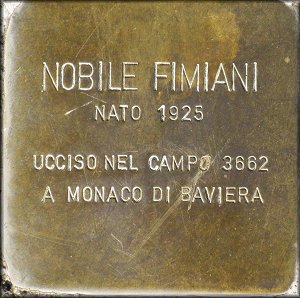 NOBILE FIMIANI
NATO 1925
UCCISO NEL CAMPO 3662
A MONACO DI BAVIERA